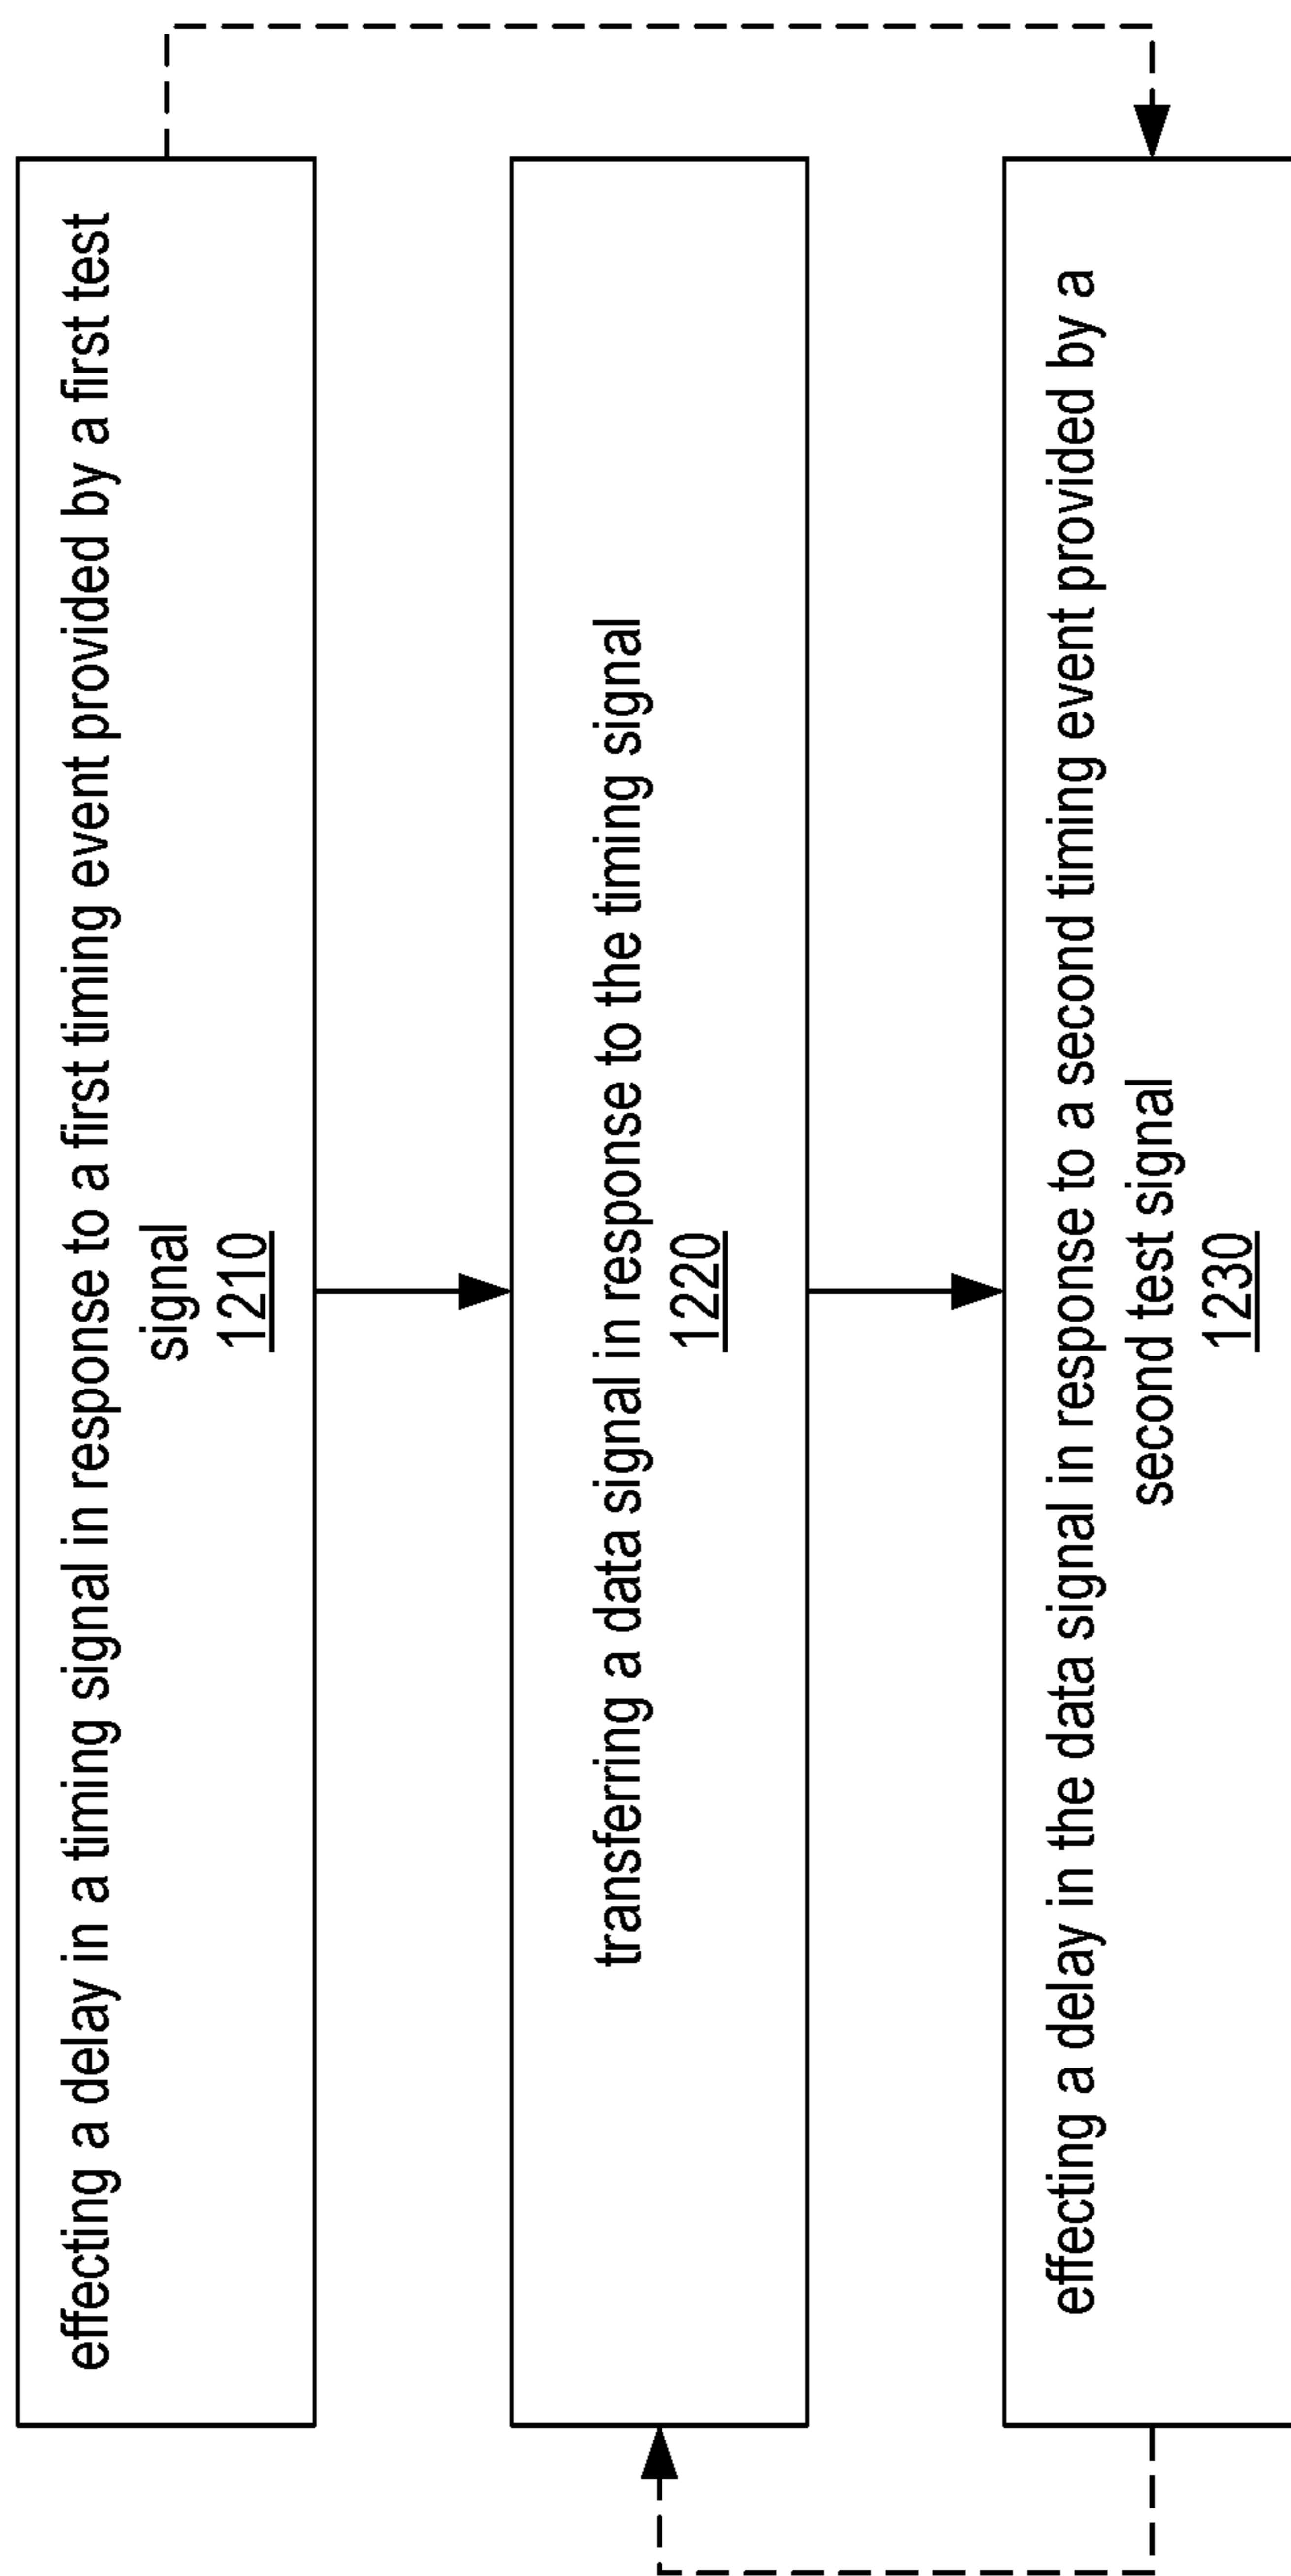 effecting a delay in a timing signal in response to a first timing event provided by a first test
signal
1210
transferring a data signal in response to the timing signal
1220
effecting a delay in the data signal in response to a second timing event provided by a
second test signal
1230